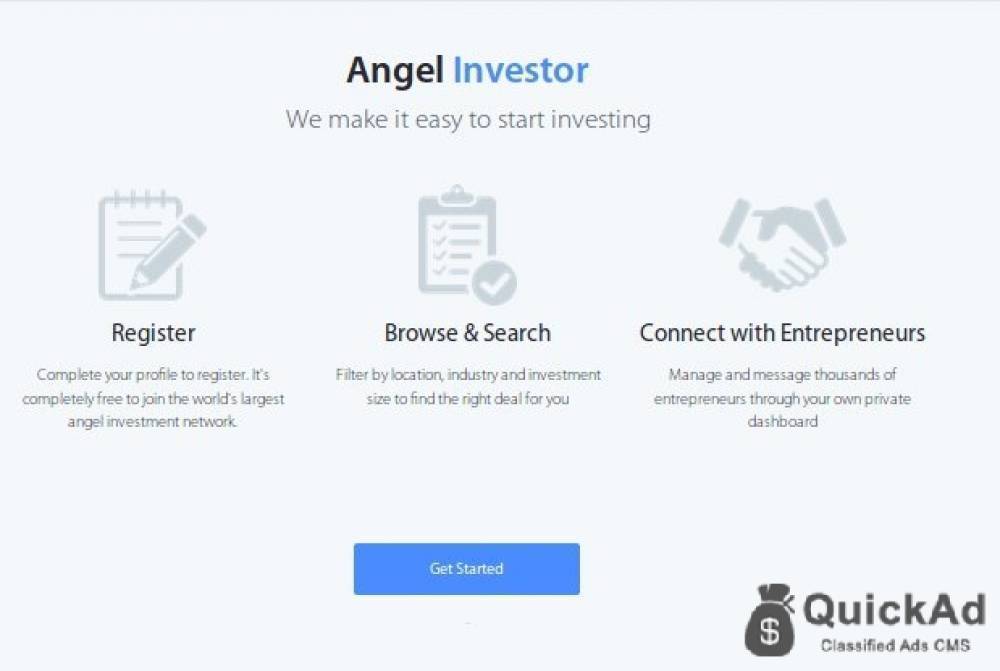 Angel Investor
We make it easy to start investing
Register
Complete your profile to register. It's
completely free to join the world's largest
angel investment network.
Browse & Search
Filter by location, industry and investment
size to find the right deal for you
Connect with Entrepreneurs
Manage and message thousands of
entrepreneurs through your own private
dashboard
Get Started
$
QuickAd
Classified Ads CMS